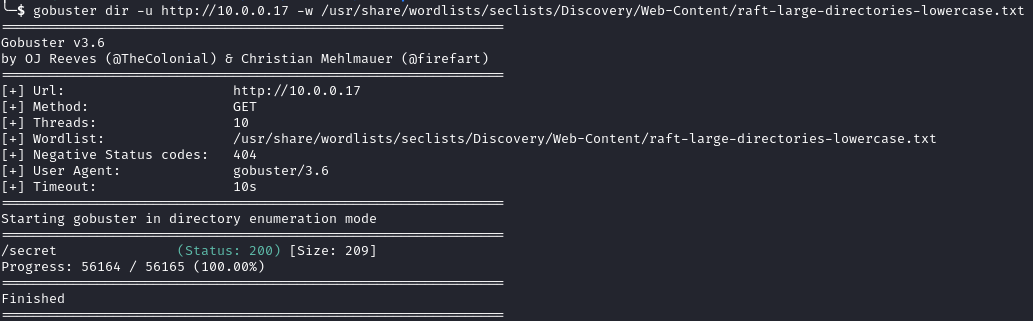 └─$ gobuster dir -u http://10.0.0.17 -w /usr/share/wordlists/seclists/Discovery/Web-Content/raft-large-directories-lowercase.txt
===============================================================
Gobuster v3.6
by OJ Reeves (@TheColonial) & Christian Mehlmauer (@firefart)
===============================================================
[+] Url:                     http://10.0.0.17
[+] Method:                  GET
[+] Threads:                 10
[+] Wordlist:                /usr/share/wordlists/seclists/Discovery/Web-Content/raft-large-directories-lowercase.txt
[+] Negative Status codes:   404
[+] User Agent:              gobuster/3.6
[+] Timeout:                 10s
===============================================================
Starting gobuster in directory enumeration mode
===============================================================
/secret               (Status: 200) [Size: 209]
Progress: 56164 / 56165 (100.00%)
===============================================================
Finished
===============================================================